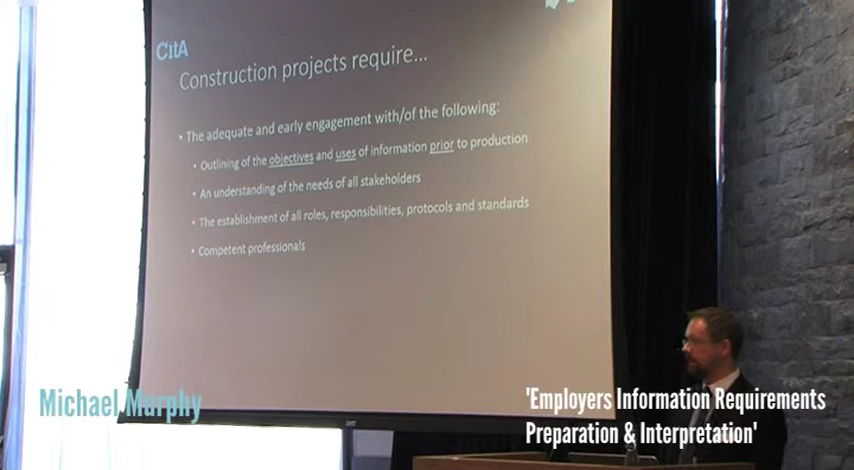 CitA
Construction projects require...
• The adequate and early engagement with/of the following:
• Outlining of the objectives and uses of information prior to production
• An understanding of the needs of all stakeholders
• The establishment of all roles, responsibilities, protocols and standards
• Competent professionals
Michael Murphy
'Employers Information Requirements
Preparation & Interpretation'